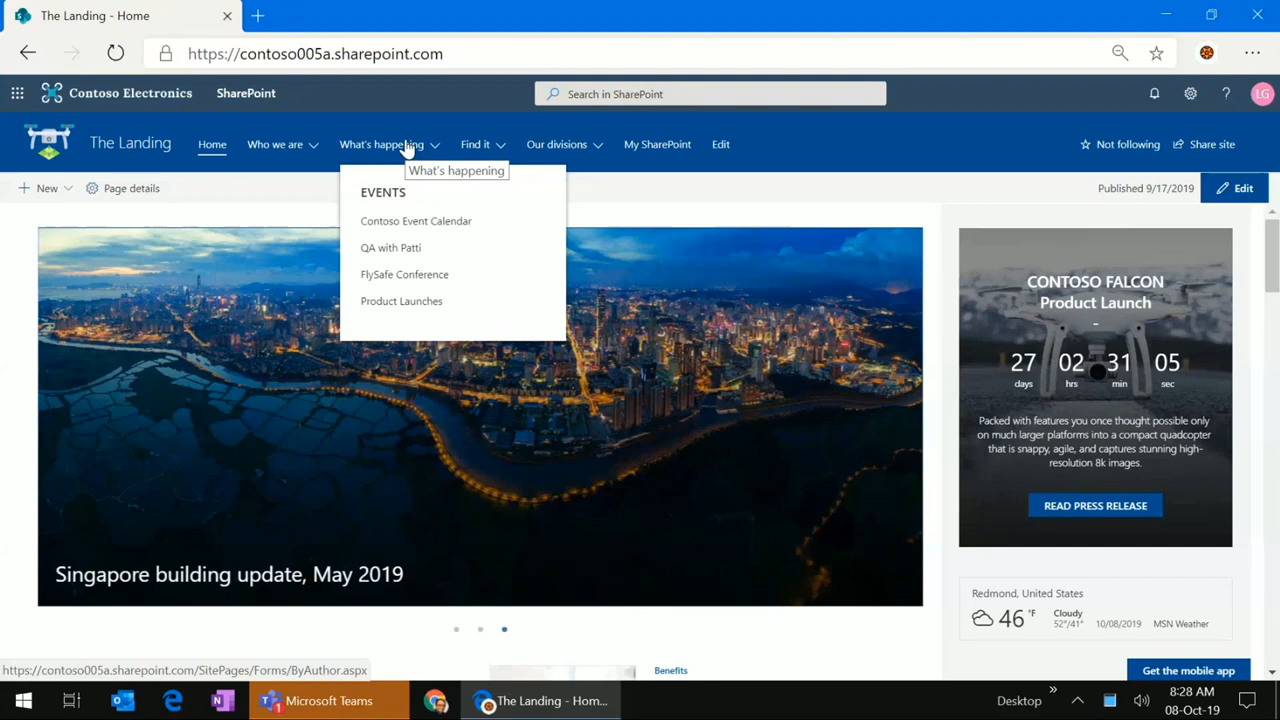 The Landing - Home
https://contoso005a.sharepoint.com
Contoso Electronics
SharePoint
Search in SharePoint
LG
The Landing
Home
Who we are
What's happening
Find it
Our divisions
My SharePoint
Edit
Not following
Share site
What's happening
New
Page details
Published 9/17/2019
Edit
EVENTS
Contoso Event Calendar
QA with Patti
FlySafe Conference
Product Launches
Singapore building update, May 2019
CONTOSO FALCON
Product Launch
-
27 02 31 05
days hrs min sec
Packed with features you once thought possible only
on much larger platforms into a compact quadcopter
that is snappy, agile, and captures stunning high-
resolution 8k images.
READ PRESS RELEASE
Redmond, United States
46 °F
Cloudy
52°/41°
10/08/2019
MSN Weather
Benefits
Get the mobile app
https://contoso005a.sharepoint.com/SitePages/Forms/ByAuthor.aspx
Microsoft Teams
The Landing - Hom...
Desktop
8:28 AM
08-Oct-19